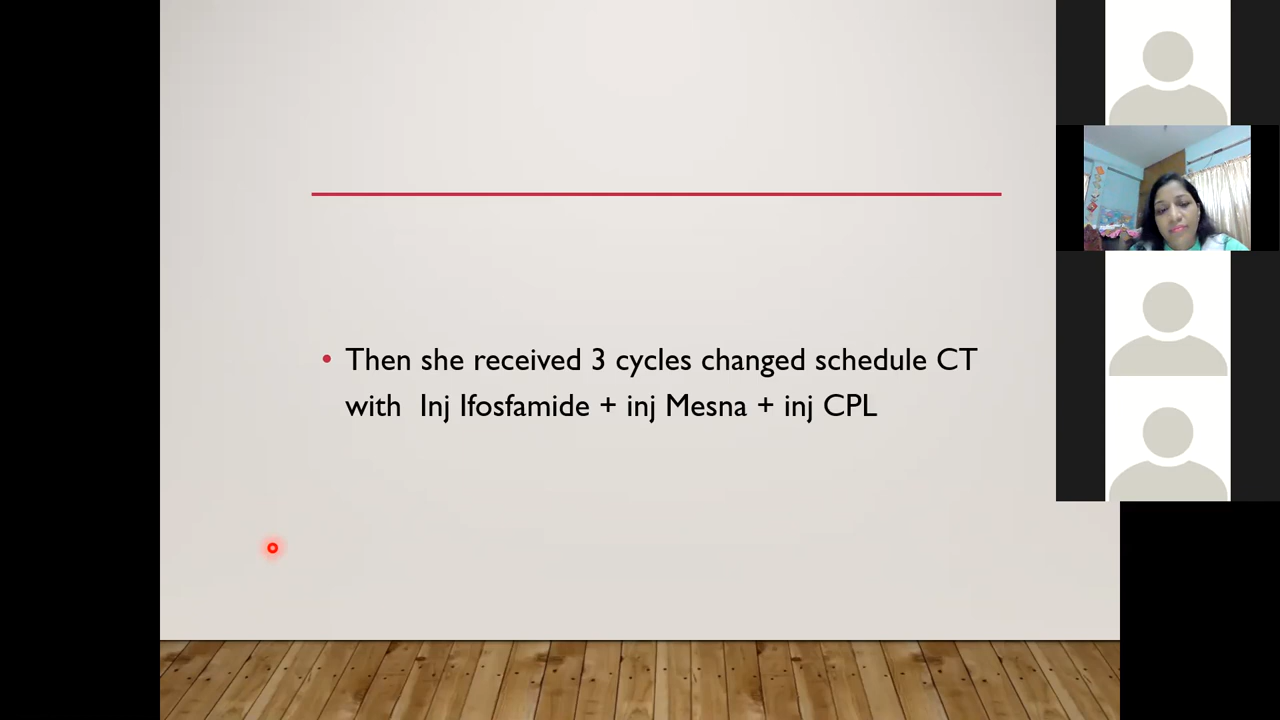 Then she received 3 cycles changed schedule CT
with Inj Ifosfamide + inj Mesna + inj CPL